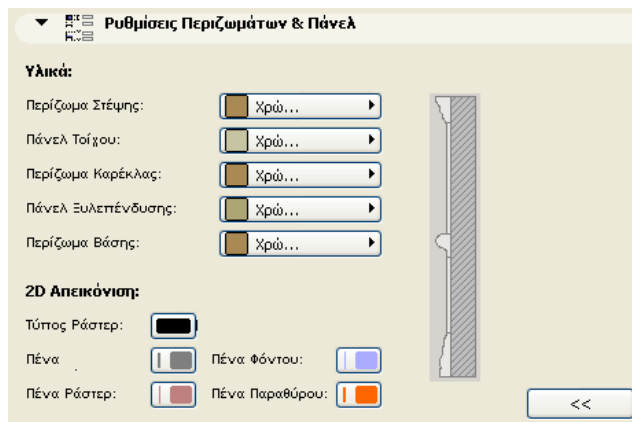 Ρυθμίσεις Περιζωμάτων & Πάνελ
Υλικά:
Περίζωμα Στέψης: Χρώ...
Πάνελ Τοίχου: Χρώ...
Περίζωμα Καρέκλας: Χρώ...
Πάνελ Ξυλεπένδυσης: Χρώ...
Περίζωμα Βάσης: Χρώ...
2D Απεικόνιση:
Τύπος Ράστερ:
Πένα Πένα Φόντου:
Πένα Ράστερ: Πένα Παραθύρου:
<<